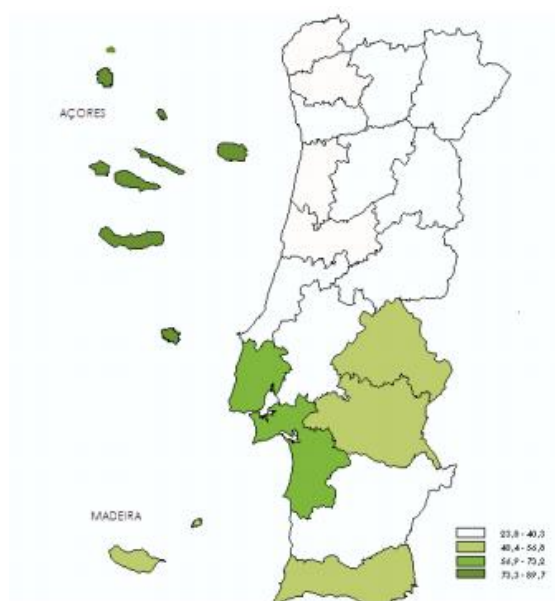 AÇORES
MADEIRA
23,8 - 40,3
40,4 - 56,8
56,9 - 73,2
73,3 - 89,7